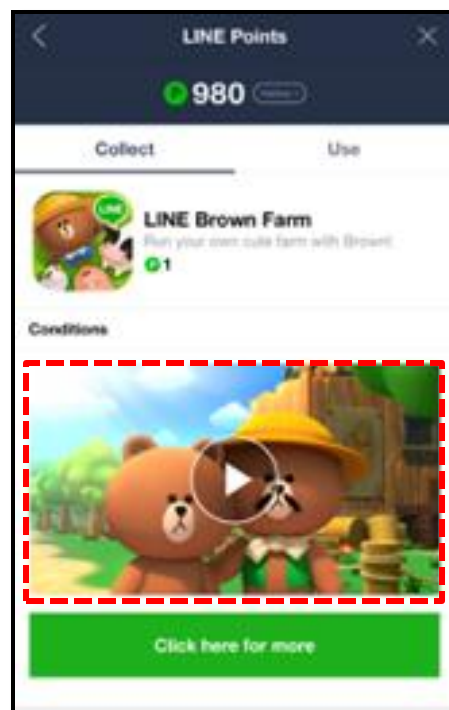 LINE Points
P 980
Collect
Use
LINE
LINE Brown Farm
Run your own cute farm with Brown!
P 1
Conditions
Click here for more